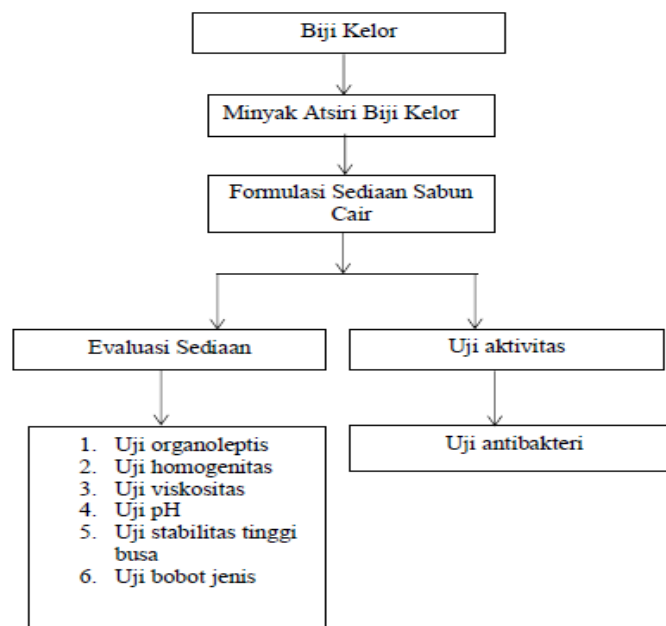 Biji Kelor
Minyak Atsiri Biji Kelor
Formulasi Sediaan Sabun
Cair
Evaluasi Sediaan
Uji aktivitas
1. Uji organoleptis
2. Uji homogenitas
3. Uji viskositas
4. Uji pH
5. Uji stabilitas tinggi
busa
6. Uji bobot jenis
Uji antibakteri